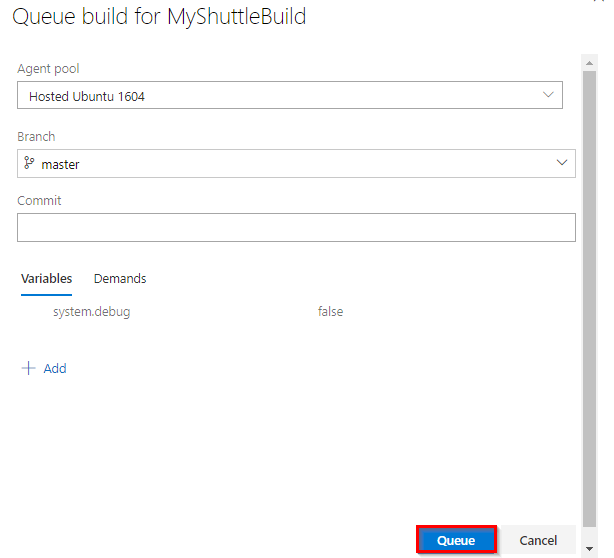 Queue build for MyShuttleBuild
Agent pool
Hosted Ubuntu 1604
Branch
master
Commit
Variables Demands
system.debug false
Add
Queue Cancel